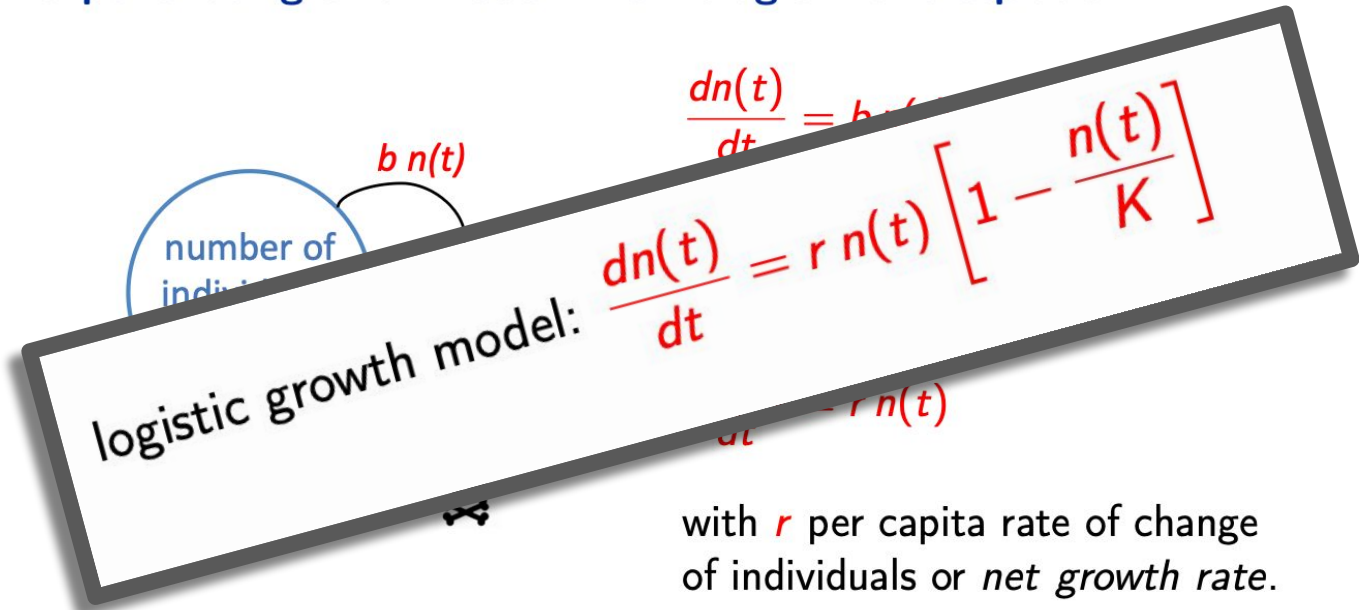 dn(t)/dt = b
b n(t)
number of
logistic growth model: dn(t)/dt = r n(t) [1 − n(t)/K]
r n(t)
dt
with r per capita rate of change
of individuals or net growth rate.